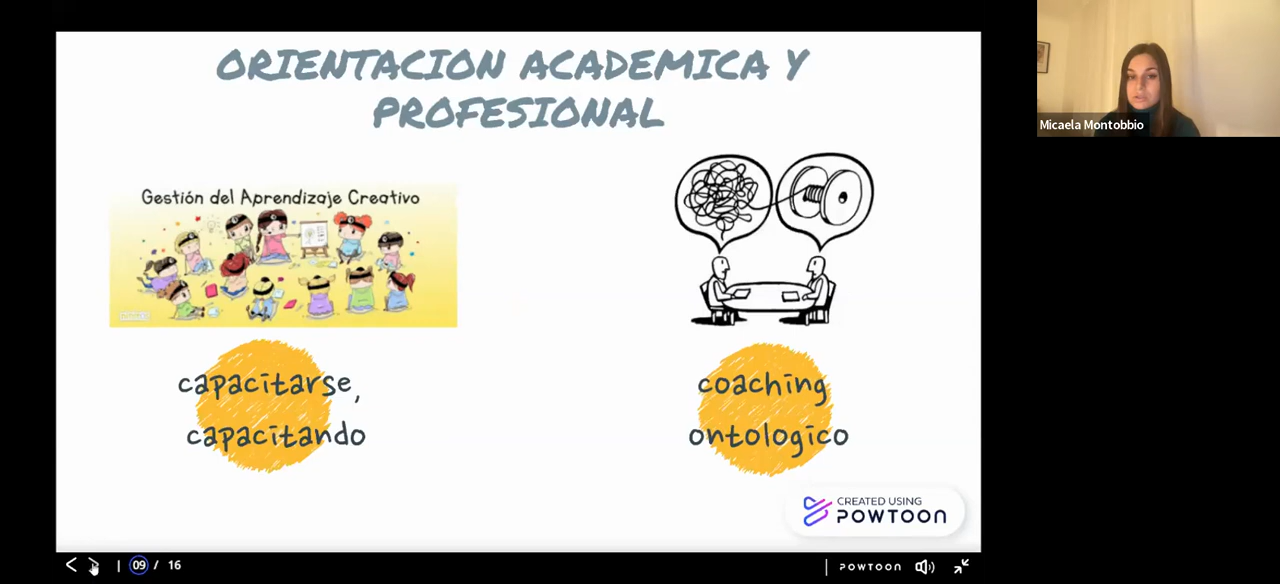 ORIENTACION ACADEMICA Y
PROFESIONAL
Gestión del Aprendizaje Creativo
capacitarse,
capacitando
coaching
ontologico
CREATED USING
POWTOON
09 / 16
POWTOON
Micaela Montobbio